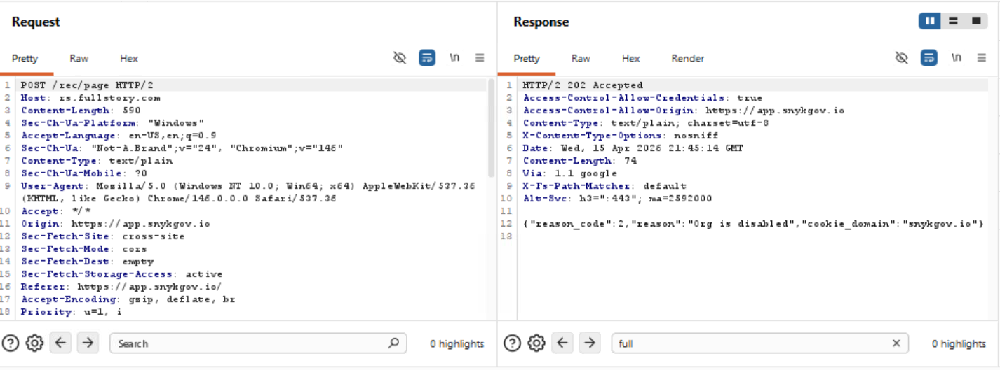 Request
Pretty Raw Hex \n
1 POST /rec/page HTTP/2
2 Host: rs.fullstory.com
3 Content-Length: 590
4 Sec-Ch-Ua-Platform: "Windows"
5 Accept-Language: en-US,en;q=0.9
6 Sec-Ch-Ua: "Not-A.Brand";v="24", "Chromium";v="146"
7 Content-Type: text/plain
8 Sec-Ch-Ua-Mobile: ?0
9 User-Agent: Mozilla/5.0 (Windows NT 10.0; Win64; x64) AppleWebKit/537.36
(KHTML, like Gecko) Chrome/146.0.0.0 Safari/537.36
10 Accept: */*
11 Origin: https://app.snykgov.io
12 Sec-Fetch-Site: cross-site
13 Sec-Fetch-Mode: cors
14 Sec-Fetch-Dest: empty
15 Sec-Fetch-Storage-Access: active
16 Referer: https://app.snykgov.io/
17 Accept-Encoding: gzip, deflate, br
18 Priority: u=1, i
Search 0 highlights
Response
Pretty Raw Hex Render \n
1 HTTP/2 202 Accepted
2 Access-Control-Allow-Credentials: true
3 Access-Control-Allow-Origin: https://app.snykgov.io
4 Content-Type: text/plain; charset=utf-8
5 X-Content-Type-Options: nosniff
6 Date: Wed, 15 Apr 2026 21:45:14 GMT
7 Content-Length: 74
8 Via: 1.1 google
9 X-Fs-Path-Matcher: default
10 Alt-Svc: h3=":443"; ma=2592000
11
12 {"reason_code":2,"reason":"Org is disabled","cookie_domain":"snykgov.io"}
13
full 0 highlights